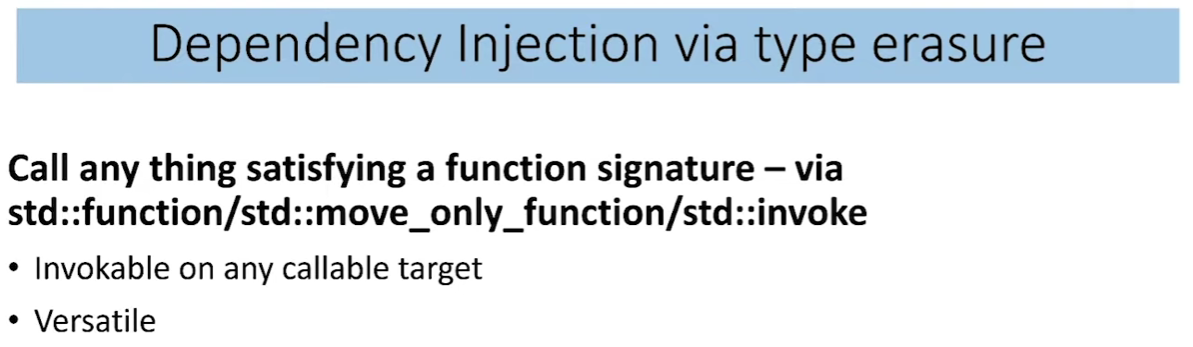 Dependency Injection via type erasure
Call any thing satisfying a function signature – via
std::function/std::move_only_function/std::invoke
• Invokable on any callable target
• Versatile